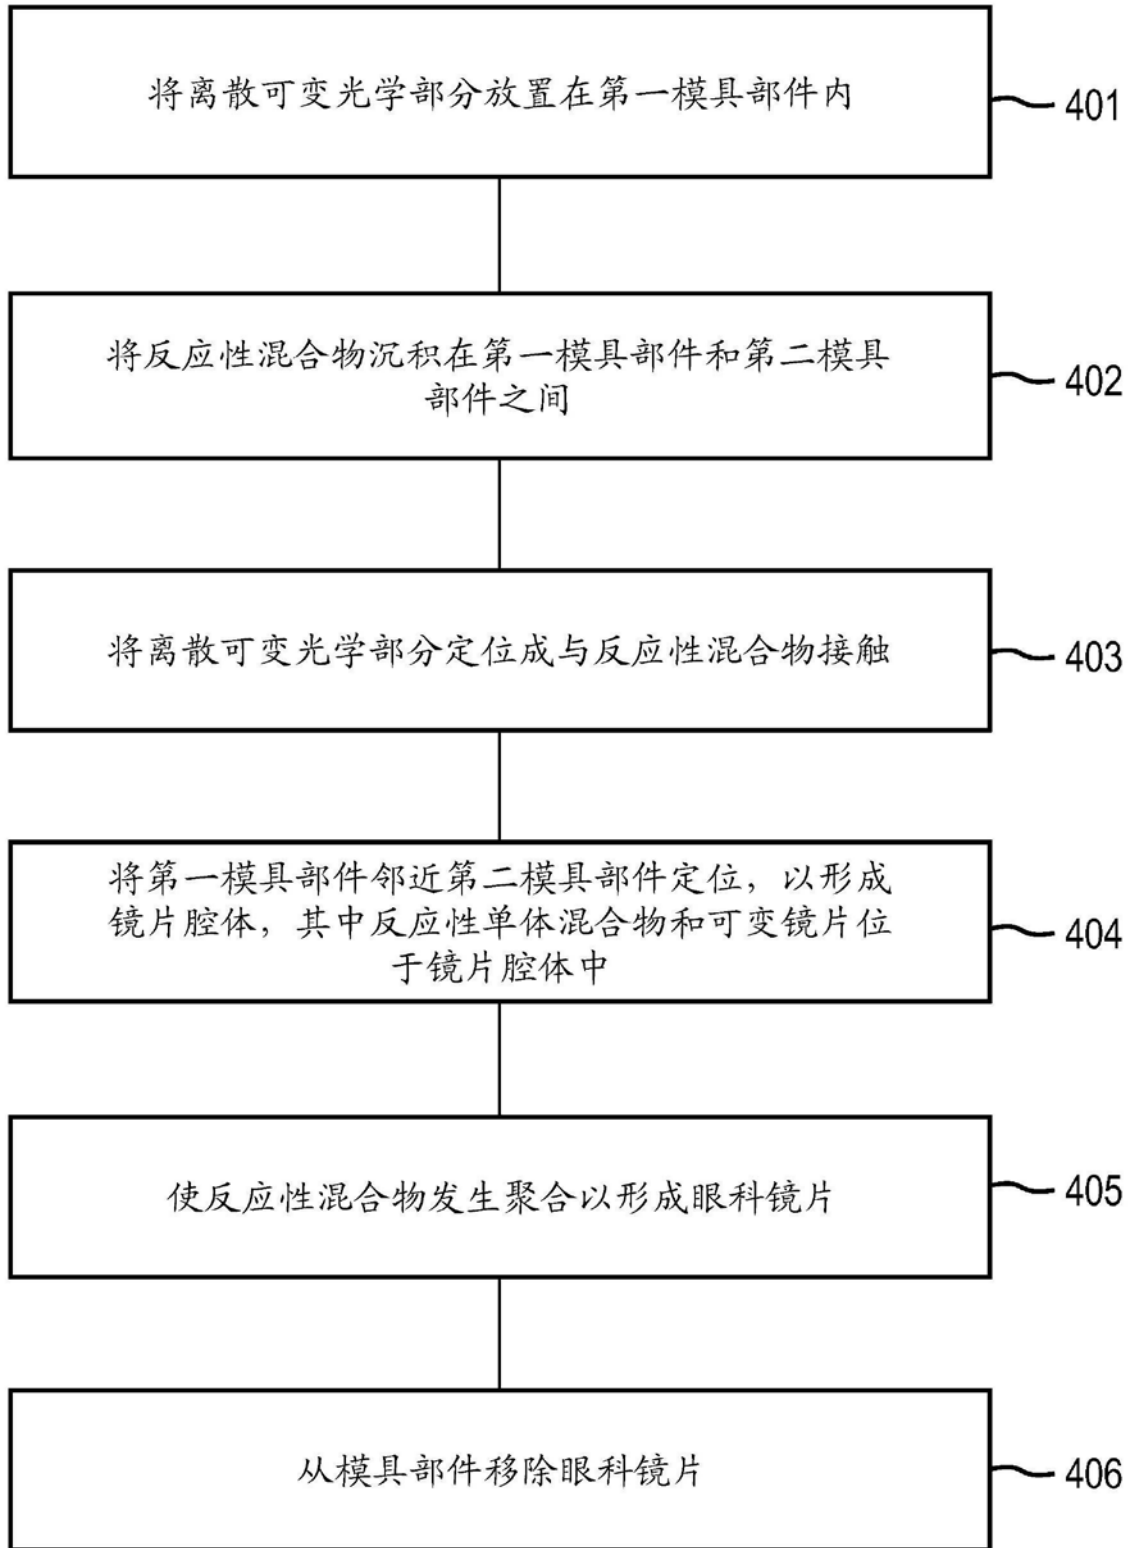 将离散可变光学部分放置在第一模具部件内
401
将反应性混合物沉积在第一模具部件和第二模具
部件之间
402
将离散可变光学部分定位成与反应性混合物接触
403
将第一模具部件邻近第二模具部件定位，以形成
镜片腔体，其中反应性单体混合物和可变镜片位
于镜片腔体中
404
使反应性混合物发生聚合以形成眼科镜片
405
从模具部件移除眼科镜片
406